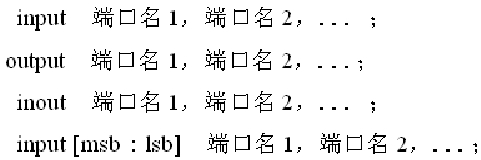 input 端口名 1, 端口名 2, ... ;
output 端口名 1, 端口名 2, ... ;
inout 端口名 1, 端口名 2, ... ;
input [msb : lsb] 端口名 1, 端口名 2, ... ;